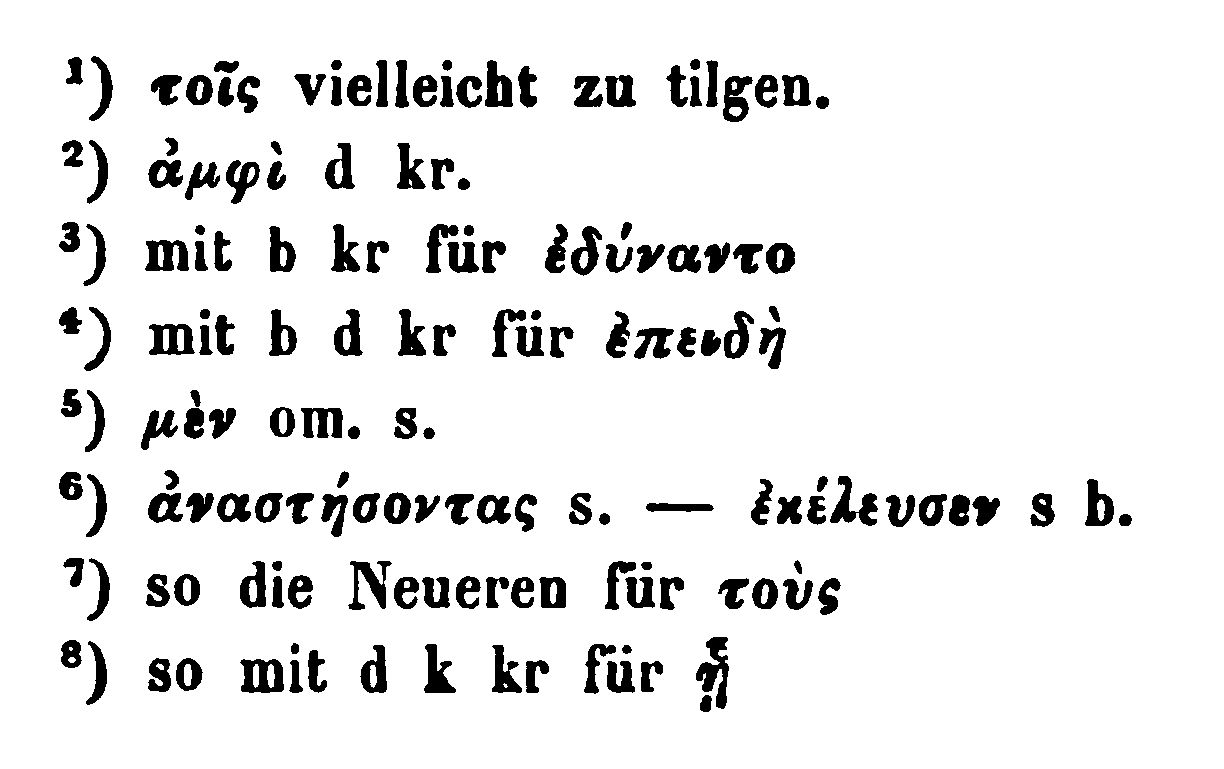 ¹) τοῖς vielleicht zu tilgen.
²) ἀμφὶ d kr.
³) mit b kr für ἐδύναντο
⁴) mit b d kr für ἐπειδὴ
⁵) μὲν om. s.
⁶) ἀναστήσοντας s. — ἐκέλευσεν s b.
⁷) so die Neueren für τοὺς
⁸) so mit d k kr für ᾗ